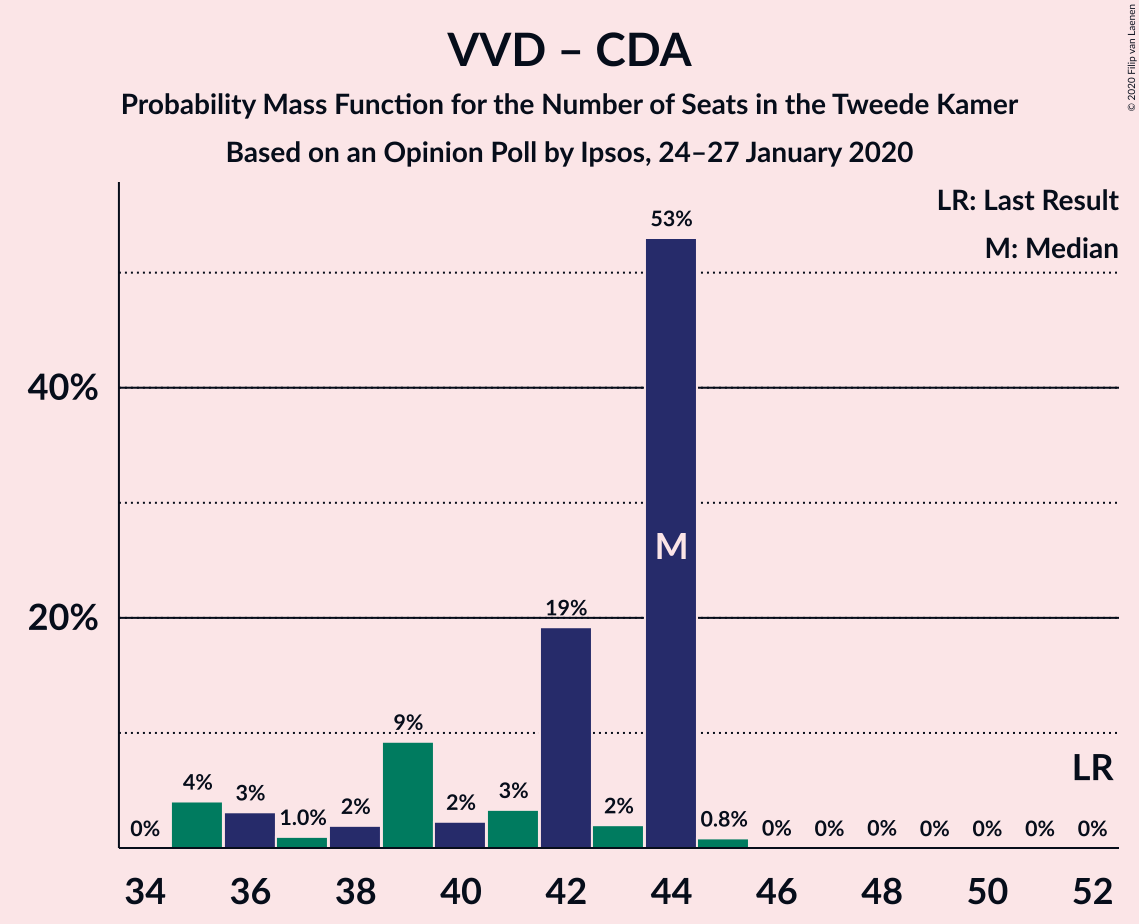 VVD – CDA
Probability Mass Function for the Number of Seats in the Tweede Kamer
Based on an Opinion Poll by Ipsos, 24–27 January 2020
© 2020 Filip van Laenen
LR: Last Result
M: Median
40%
20%
0%
4%
3%
1.0%
2%
9%
2%
3%
19%
2%
53%
0.8%
0%
0%
0%
0%
0%
0%
0%
M
LR
34 36 38 40 42 44 46 48 50 52